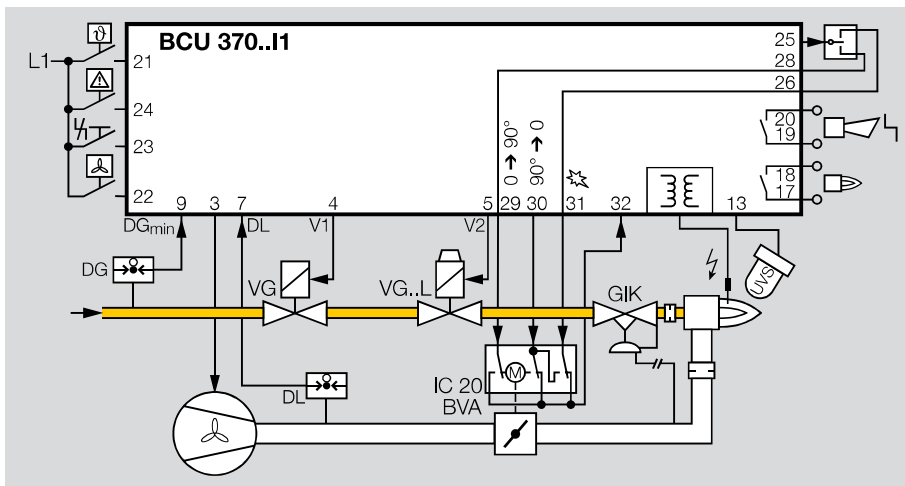 BCU 370..I1
L1
ϑ
21
24
23
22
25
28
26
20
19
18
17
0 → 90°
90° → 0
9
3
7
4
5
29
30
31
32
13
DGmin
DL
V1
V2
DG
VG
VG..L
GIK
UVS
M
IC 20
BVA
DL